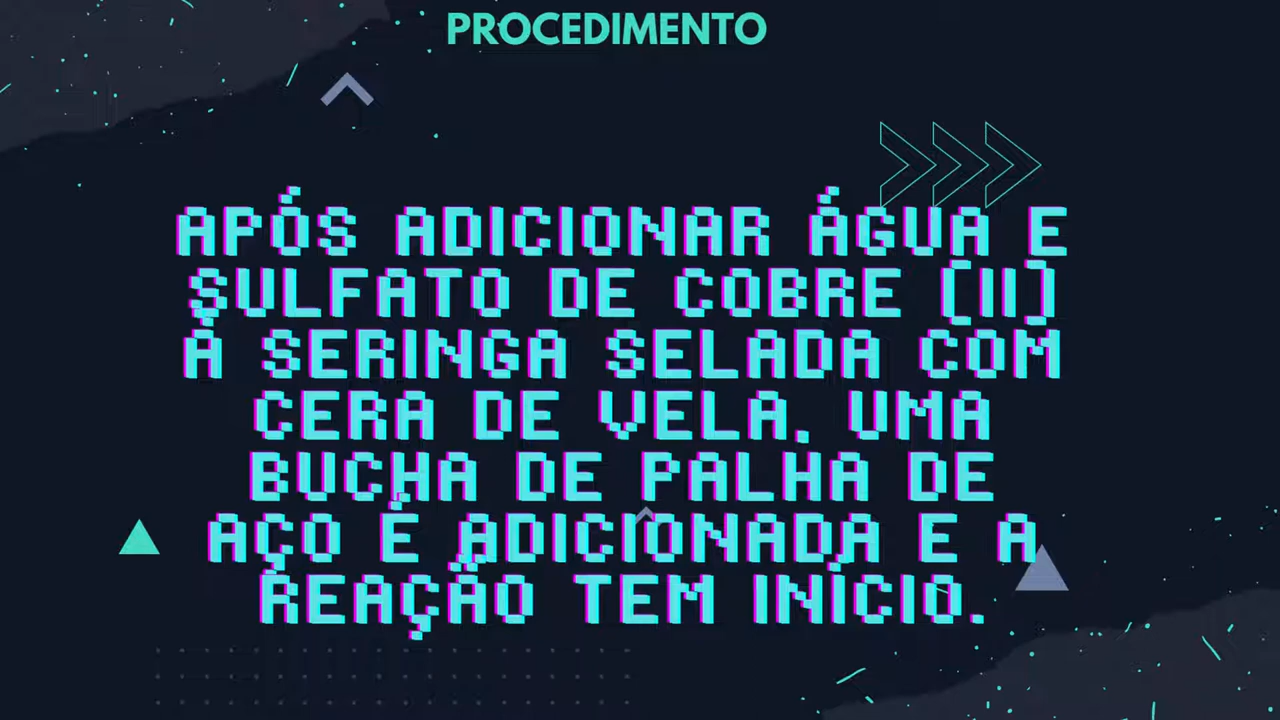 PROCEDIMENTO
APÓS ADICIONAR ÁGUA E
SULFATO DE COBRE (II)
À SERINGA SELADA COM
CERA DE VELA, UMA
BUCHA DE PALHA DE
AÇO É ADICIONADA E A
REAÇÃO TEM INÍCIO.